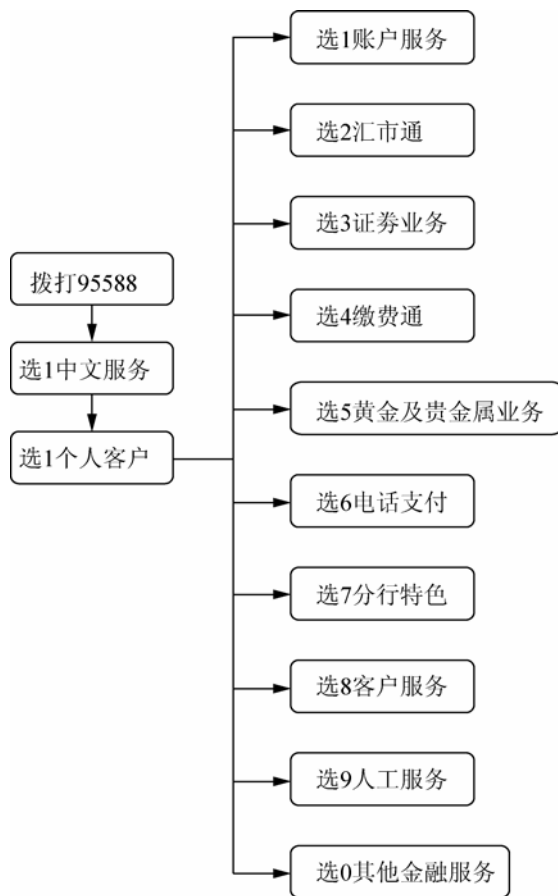 拨打95588
选1中文服务
选1个人客户
选1账户服务
选2汇市通
选3证券业务
选4缴费通
选5黄金及贵金属业务
选6电话支付
选7分行特色
选8客户服务
选9人工服务
选0其他金融服务